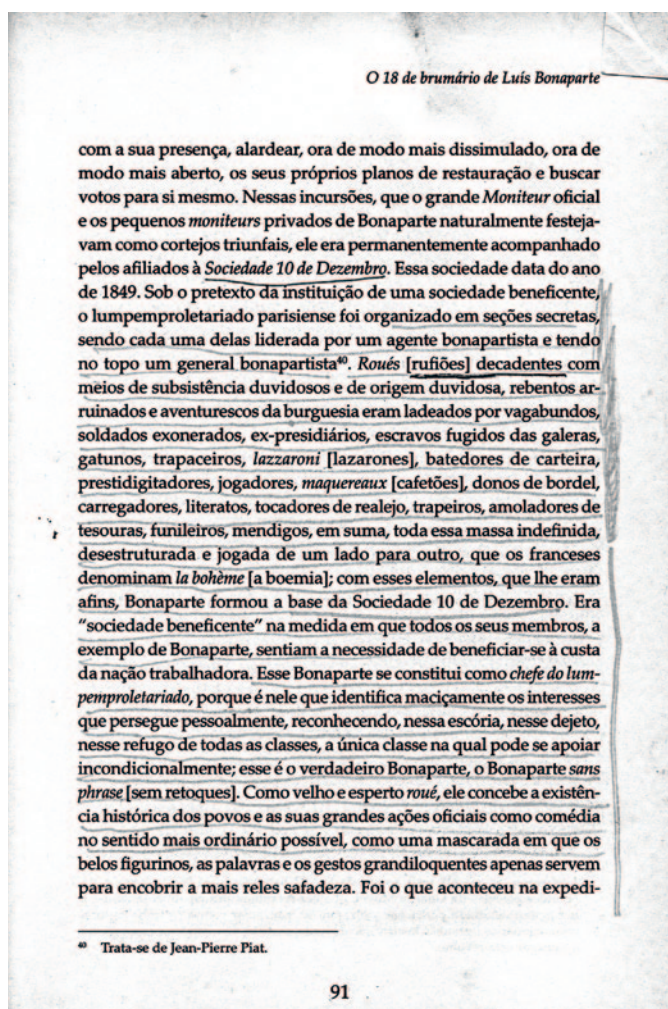 O 18 de brumário de Luís Bonaparte
com a sua presença, alardear, ora de modo mais dissimulado, ora de
modo mais aberto, os seus próprios planos de restauração e buscar
votos para si mesmo. Nessas incursões, que o grande Moniteur oficial
e os pequenos moniteurs privados de Bonaparte naturalmente festeja-
vam como cortejos triunfais, ele era permanentemente acompanhado
pelos afiliados à Sociedade 10 de Dezembro. Essa sociedade data do ano
de 1849. Sob o pretexto da instituição de uma sociedade beneficente,
o lumpemproletariado parisiense foi organizado em seções secretas,
sendo cada uma delas liderada por um agente bonapartista e tendo
no topo um general bonapartista⁴⁰. Roués [rufiões] decadentes com
meios de subsistência duvidosos e de origem duvidosa, rebentos ar-
ruinados e aventurescos da burguesia eram ladeados por vagabundos,
soldados exonerados, ex-presidiários, escravos fugidos das galeras,
gatunos, trapaceiros, lazzaroni [lazarones], batedores de carteira,
prestidigitadores, jogadores, maquereaux [cafetões], donos de bordel,
carregadores, literatos, tocadores de realejo, trapeiros, amoladores de
tesouras, funileiros, mendigos, em suma, toda essa massa indefinida,
desestruturada e jogada de um lado para outro, que os franceses
denominam la bohème [a boemia]; com esses elementos, que lhe eram
afins, Bonaparte formou a base da Sociedade 10 de Dezembro. Era
"sociedade beneficente" na medida em que todos os seus membros, a
exemplo de Bonaparte, sentiam a necessidade de beneficiar-se à custa
da nação trabalhadora. Esse Bonaparte se constitui como chefe do lum-
pemproletariado, porque é nele que identifica maciçamente os interesses
que persegue pessoalmente, reconhecendo, nessa escória, nesse dejeto,
nesse refugo de todas as classes, a única classe na qual pode se apoiar
incondicionalmente; esse é o verdadeiro Bonaparte, o Bonaparte sans
phrase [sem retoques]. Como velho e esperto roué, ele concebe a existên-
cia histórica dos povos e as suas grandes ações oficiais como comédia
no sentido mais ordinário possível, como uma mascarada em que os
belos figurinos, as palavras e os gestos grandiloquentes apenas servem
para encobrir a mais reles safadeza. Foi o que aconteceu na expedi-
⁴⁰ Trata-se de Jean-Pierre Piat.
91